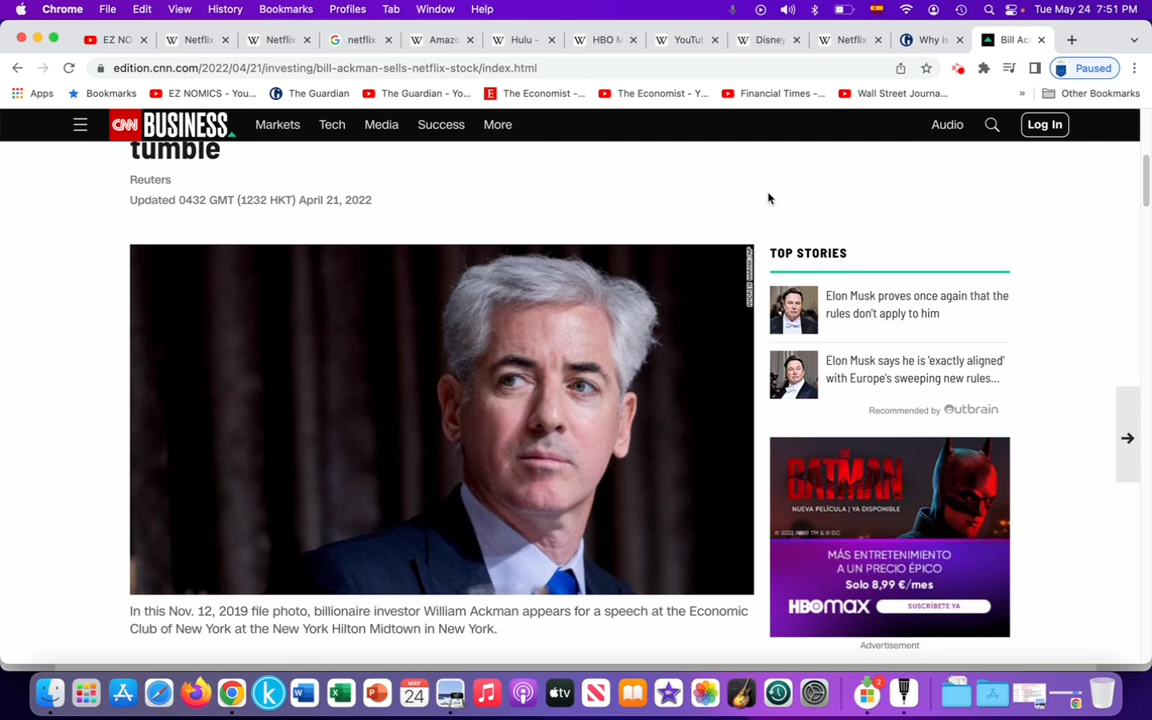 Chrome File Edit View History Bookmarks Profiles Tab Window Help
Tue May 24 7:51 PM
EZ NO
Netflix
Netflix
netflix
Amazo
Hulu -
HBO M
YouTu
Disney
Netflix
Why is
Bill Ac
edition.cnn.com/2022/04/21/investing/bill-ackman-sells-netflix-stock/index.html
Paused
Apps
Bookmarks
EZ NOMICS - You...
The Guardian
The Guardian - Yo...
The Economist -...
The Economist - Y...
Financial Times -...
Wall Street Journa...
»
Other Bookmarks
CNN BUSINESS
Markets Tech Media Success More
Audio
Log In
tumble
Reuters
Updated 0432 GMT (1232 HKT) April 21, 2022
TOP STORIES
Elon Musk proves once again that the
rules don't apply to him
Elon Musk says he is 'exactly aligned'
with Europe's sweeping new rules...
Recommended by Outbrain
THE
BATMAN
NUEVA PELÍCULA | YA DISPONIBLE
MÁS ENTRETENIMIENTO
A UN PRECIO ÉPICO
Solo 8,99 €/mes
HBOMAX SUSCRÍBETE YA
Advertisement
In this Nov. 12, 2019 file photo, billionaire investor William Ackman appears for a speech at the Economic
Club of New York at the New York Hilton Midtown in New York.
MAY
24
tv
2